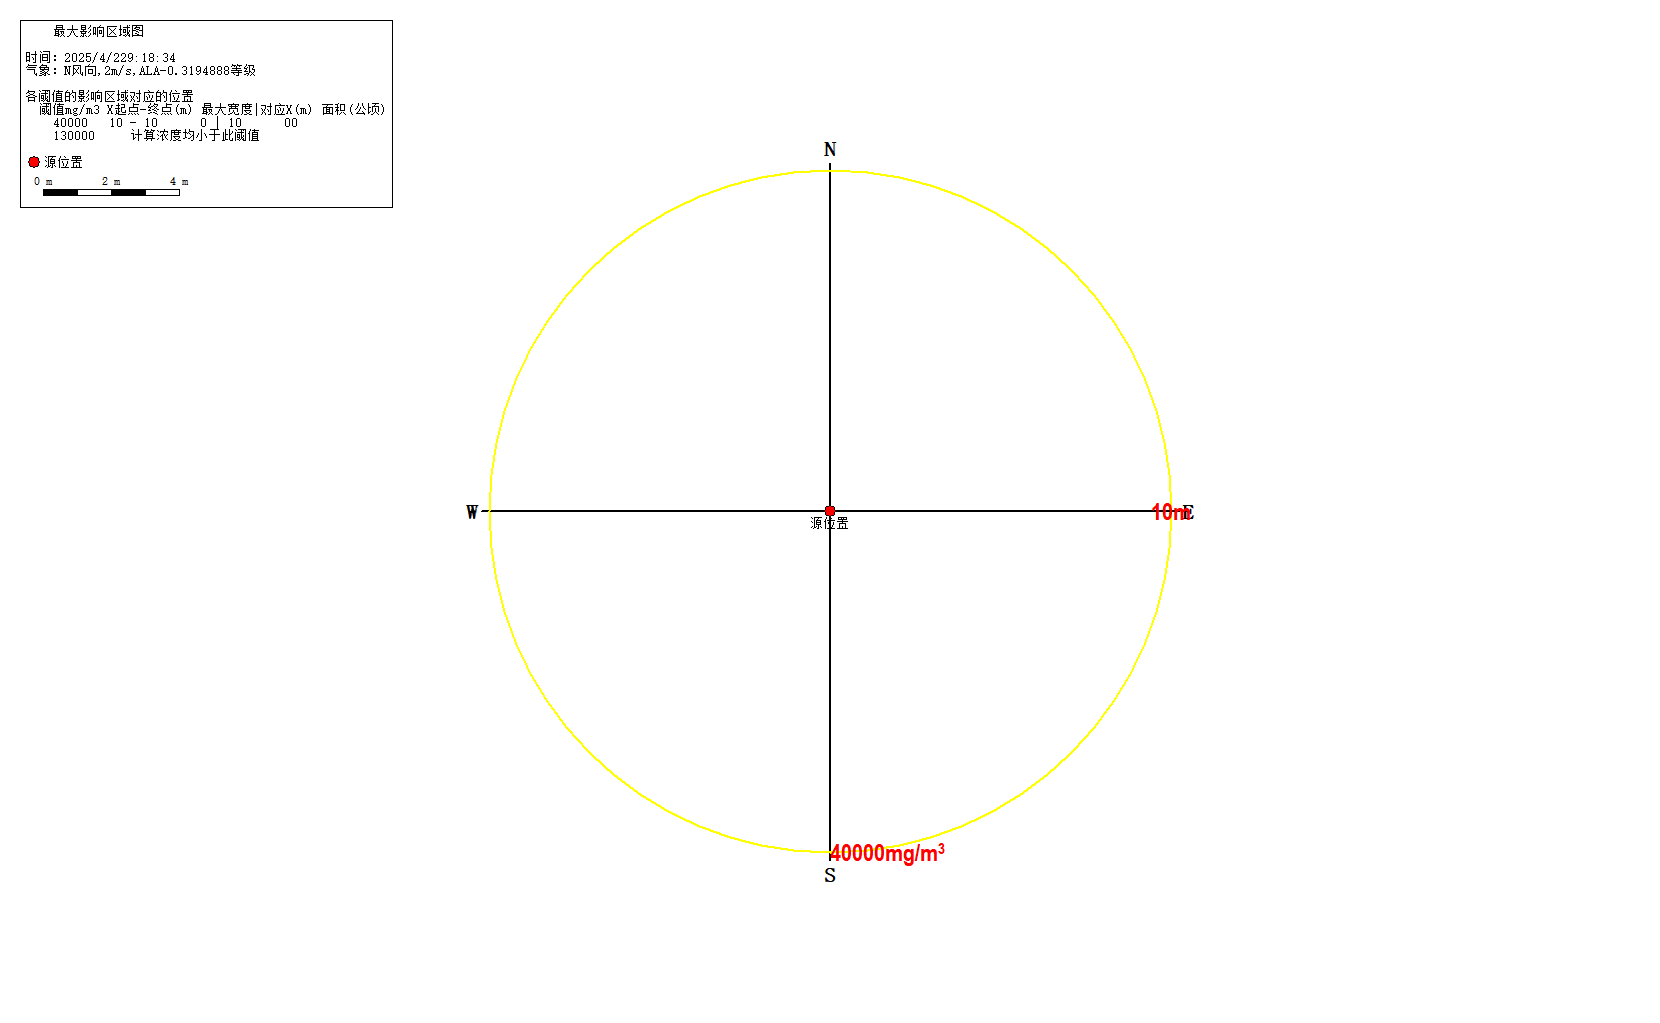 最大影响区域图
时间：2025/4/229:18:34
气象：N风向,2m/s,ALA-0.3194888等级
各阈值的影响区域对应的位置
阈值mg/m3 X起点-终点(m) 最大宽度|对应X(m) 面积(公顷)
40000 10 - 10 0 | 10 00
130000 计算浓度均小于此阈值
源位置
0 m 2 m 4 m
N
W 10m E
源位置
40000mg/m³
S